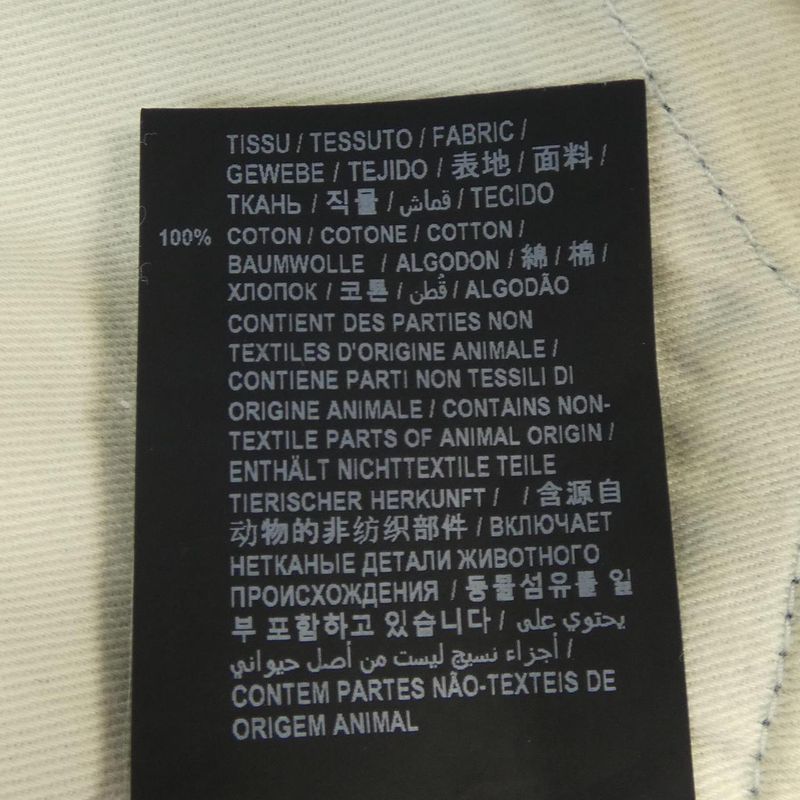 TISSU / TESSUTO / FABRIC /
GEWEBE / TEJIDO / 表地 / 面料 /
ТКАНЬ / 직물 / قماش / TECIDO
100% COTON / COTONE / COTTON /
BAUMWOLLE / ALGODON / 綿 / 棉 /
ХЛОПОК / 코튼 / قُطن / ALGODÃO
CONTIENT DES PARTIES NON
TEXTILES D'ORIGINE ANIMALE /
CONTIENE PARTI NON TESSILI DI
ORIGINE ANIMALE / CONTAINS NON-
TEXTILE PARTS OF ANIMAL ORIGIN /
ENTHÄLT NICHTTEXTILE TEILE
TIERISCHER HERKUNFT / / 含源自
动物的非纺织部件 / ВКЛЮЧАЕТ
НЕТКАНЫЕ ДЕТАЛИ ЖИВОТНОГО
ПРОИСХОЖДЕНИЯ / 동물섬유를 일
부 포함하고 있습니다 / يحتوي على
أجزاء نسيج ليست من أصل حيواني /
CONTEM PARTES NÃO-TEXTEIS DE
ORIGEM ANIMAL